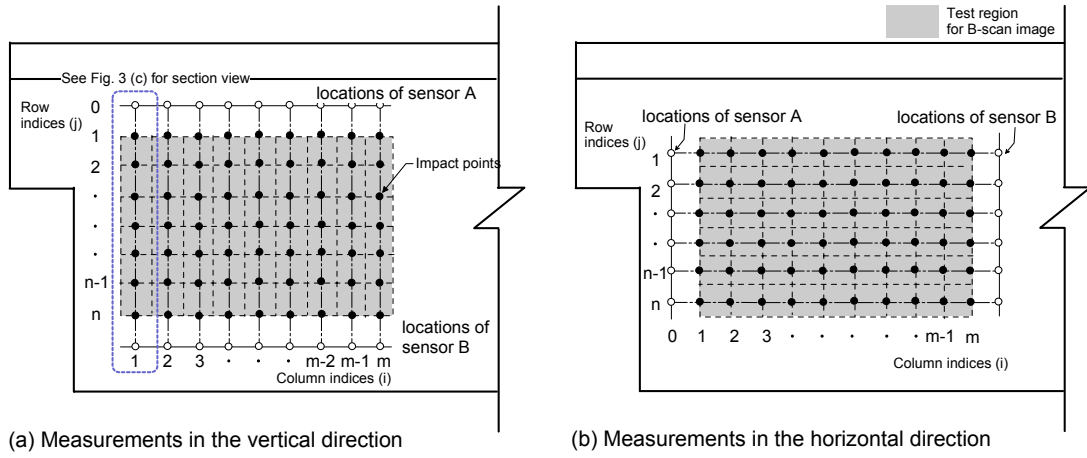 Test region
for B-scan image
See Fig. 3 (c) for section view
Row
indices (j)
0
locations of sensor A
1
2
·
·
·
n-1
n
Impact points
locations of
sensor B
1 2 3 · · · m-2 m-1 m
Column indices (i)
(a) Measurements in the vertical direction
locations of sensor A
locations of sensor B
Row
indices (j)
1
2
·
·
n-1
n
0 1 2 3 · · · · · m-1 m
Column indices (i)
(b) Measurements in the horizontal direction